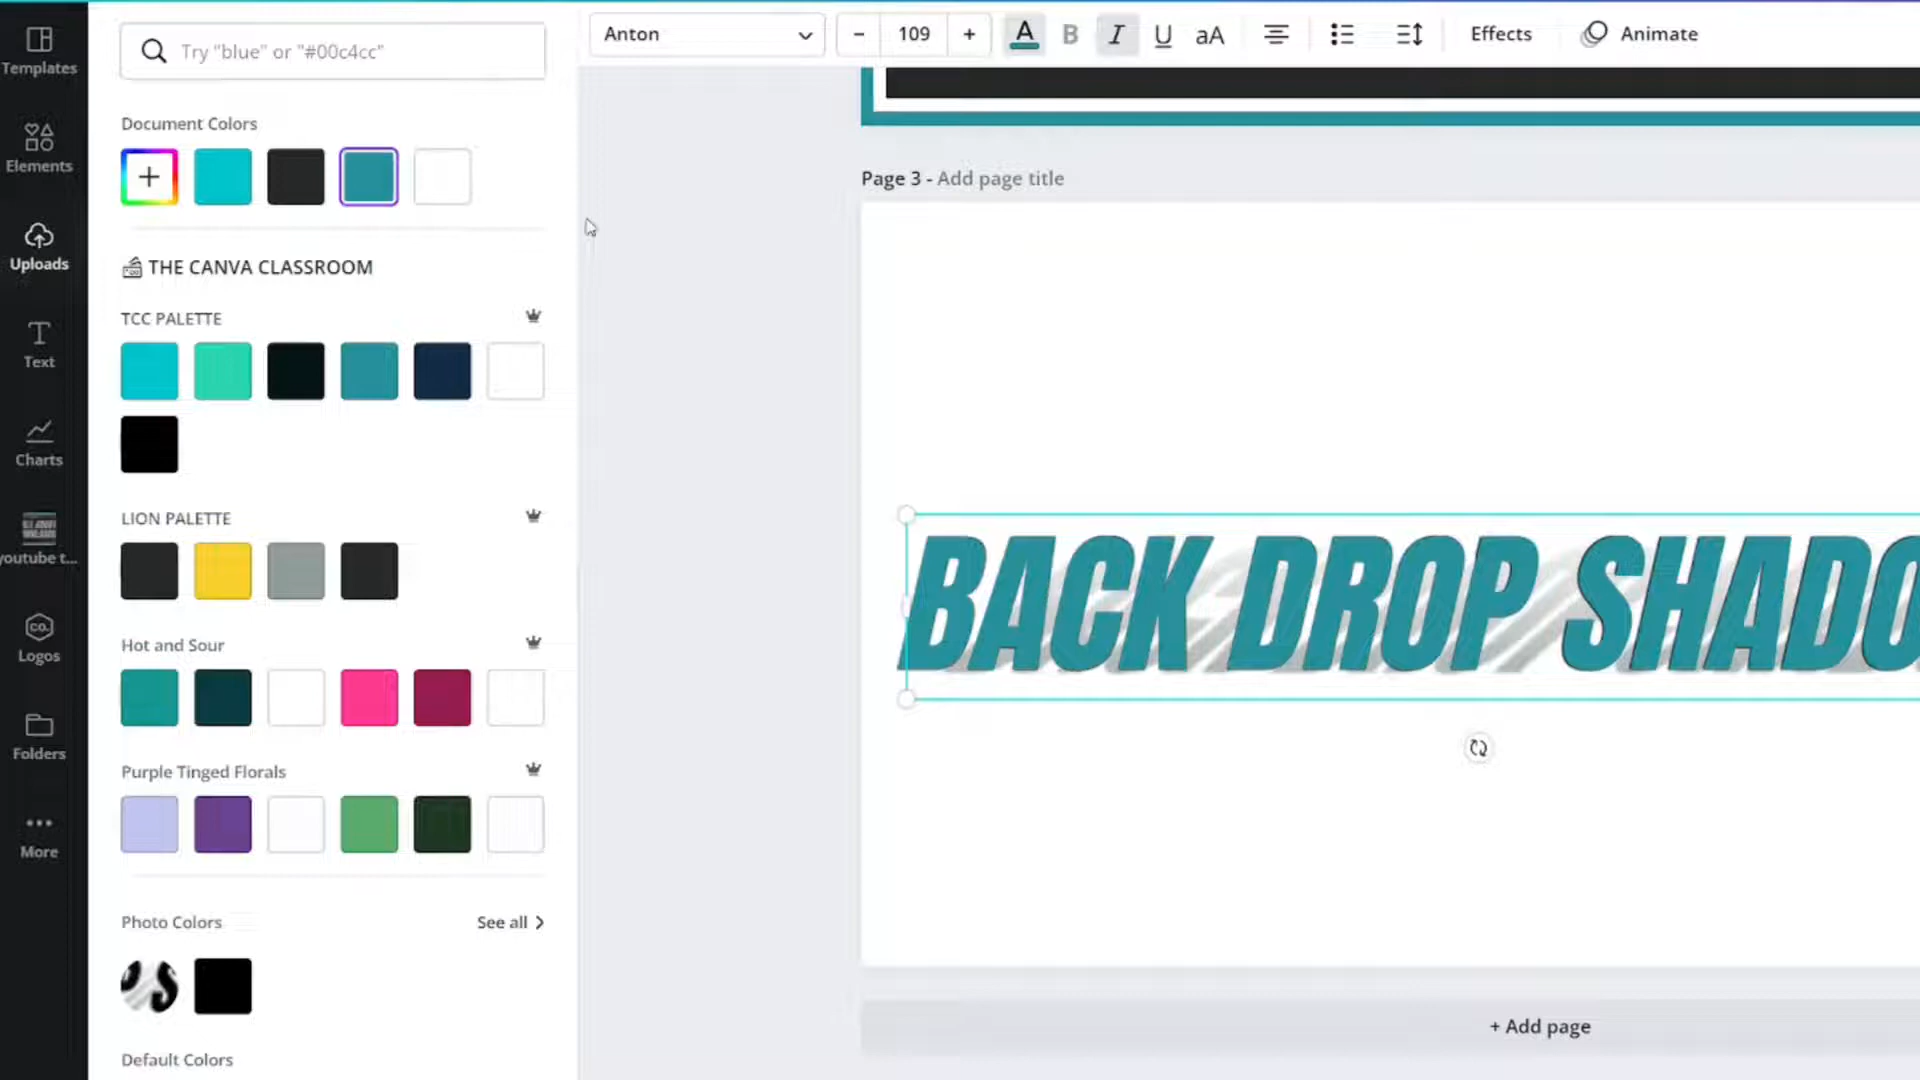 Templates
Elements
Uploads
Text
Charts
youtube t...
CO.
Logos
Folders
More
Try "blue" or "#00c4cc"
Document Colors
THE CANVA CLASSROOM
TCC PALETTE
LION PALETTE
Hot and Sour
Purple Tinged Florals
Photo Colors
See all
Default Colors
Anton
- 109 +
A B I U aA
Effects
Animate
Page 3 - Add page title
BACK DROP SHADO
+ Add page